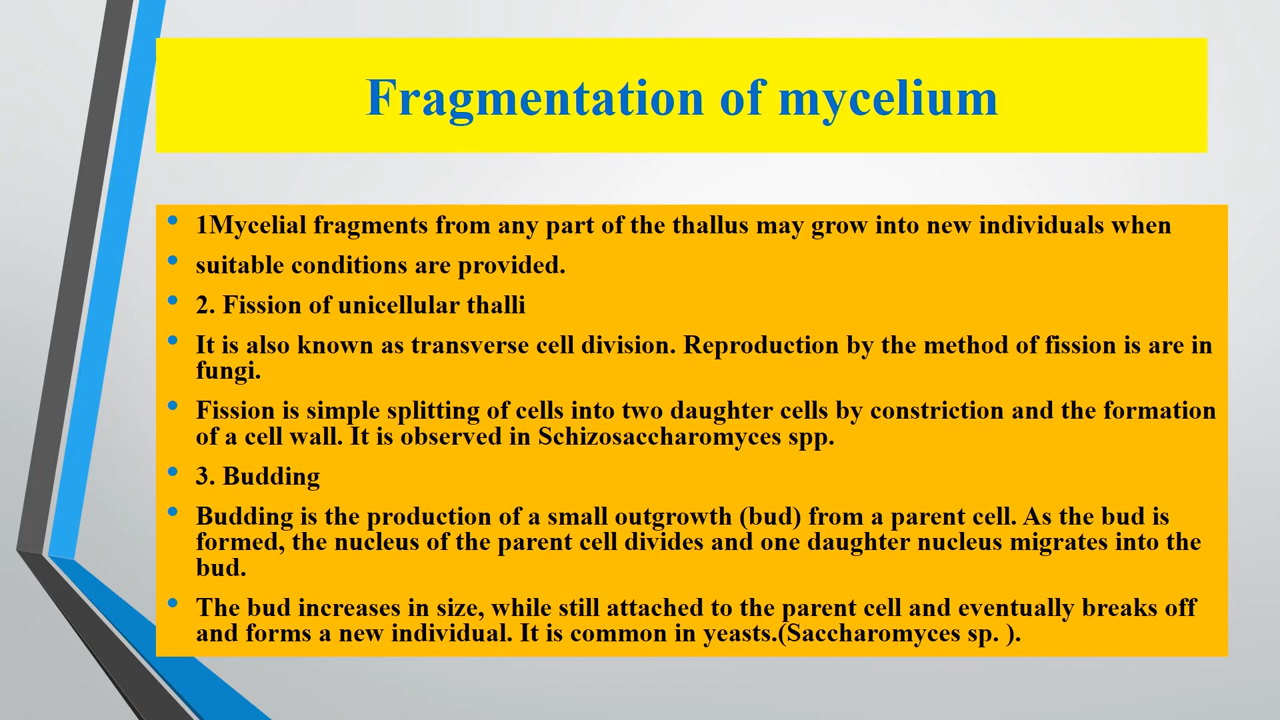 Fragmentation of mycelium
• 1Mycelial fragments from any part of the thallus may grow into new individuals when
• suitable conditions are provided.
• 2. Fission of unicellular thalli
• It is also known as transverse cell division. Reproduction by the method of fission is are in
fungi.
• Fission is simple splitting of cells into two daughter cells by constriction and the formation
of a cell wall. It is observed in Schizosaccharomyces spp.
• 3. Budding
• Budding is the production of a small outgrowth (bud) from a parent cell. As the bud is
formed, the nucleus of the parent cell divides and one daughter nucleus migrates into the
bud.
• The bud increases in size, while still attached to the parent cell and eventually breaks off
and forms a new individual. It is common in yeasts.(Saccharomyces sp. ).